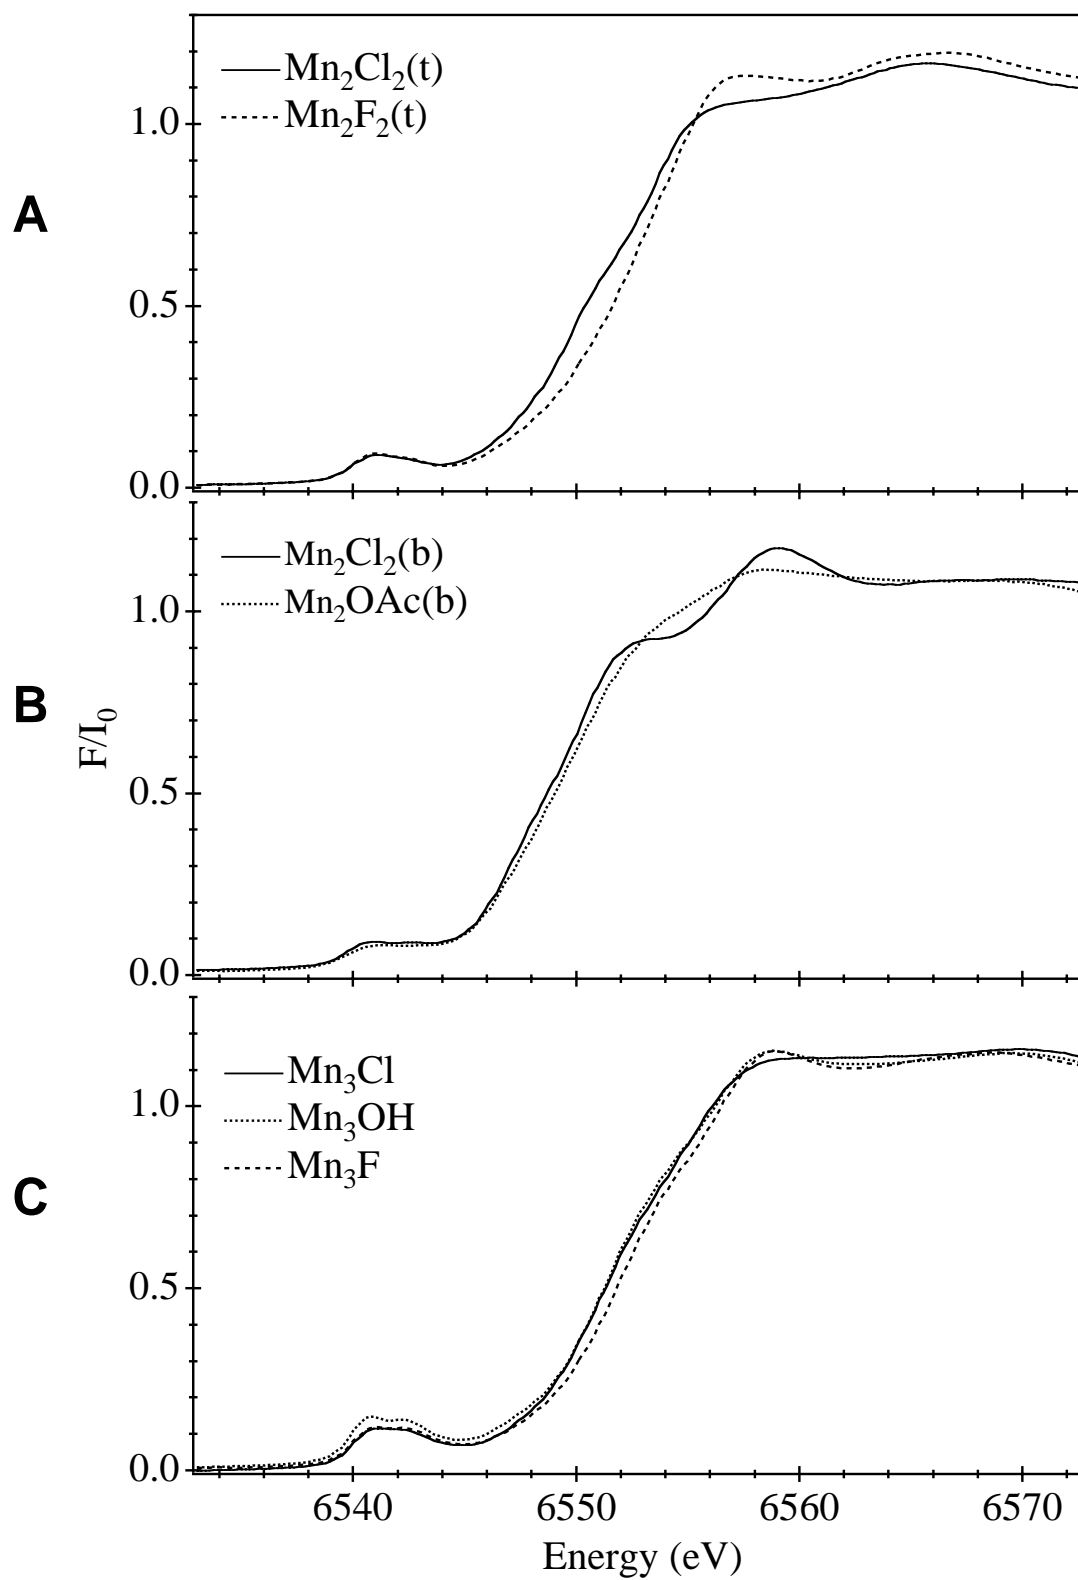 A
Mn₂Cl₂(t)
Mn₂F₂(t)
1.0
0.5
0.0
B
Mn₂Cl₂(b)
Mn₂OAc(b)
1.0
0.5
0.0
F/I₀
C
Mn₃Cl
Mn₃OH
Mn₃F
1.0
0.5
0.0
6540 6550 6560 6570
Energy (eV)